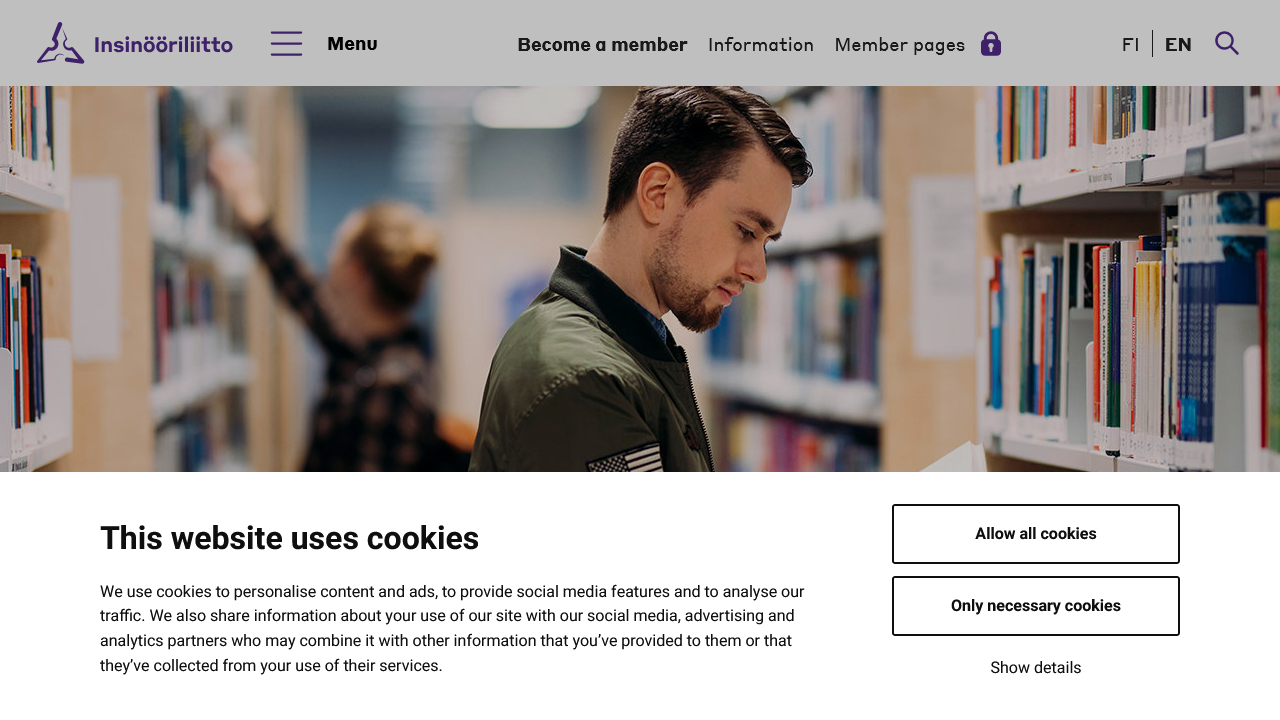 Insinööriliitto
Menu
Become a member
Information
Member pages
FI
EN
This website uses cookies
We use cookies to personalise content and ads, to provide social media features and to analyse our
traffic. We also share information about your use of our site with our social media, advertising and
analytics partners who may combine it with other information that you’ve provided to them or that
they’ve collected from your use of their services.
Allow all cookies
Only necessary cookies
Show details